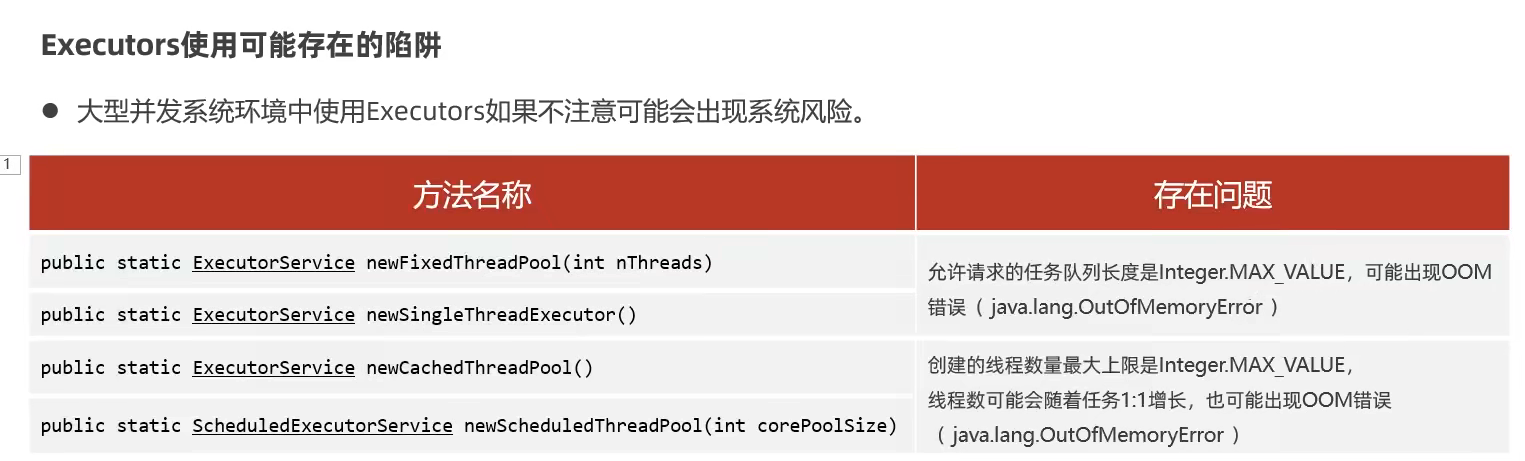 Executors使用可能存在的陷阱
● 大型并发系统环境中使用Executors如果不注意可能会出现系统风险。
1
方法名称
存在问题
public static ExecutorService newFixedThreadPool(int nThreads)
public static ExecutorService newSingleThreadExecutor()
允许请求的任务队列长度是Integer.MAX_VALUE，可能出现OOM
错误（ java.lang.OutOfMemoryError ）
public static ExecutorService newCachedThreadPool()
public static ScheduledExecutorService newScheduledThreadPool(int corePoolSize)
创建的线程数量最大上限是Integer.MAX_VALUE，
线程数可能会随着任务1:1增长，也可能出现OOM错误
（ java.lang.OutOfMemoryError ）